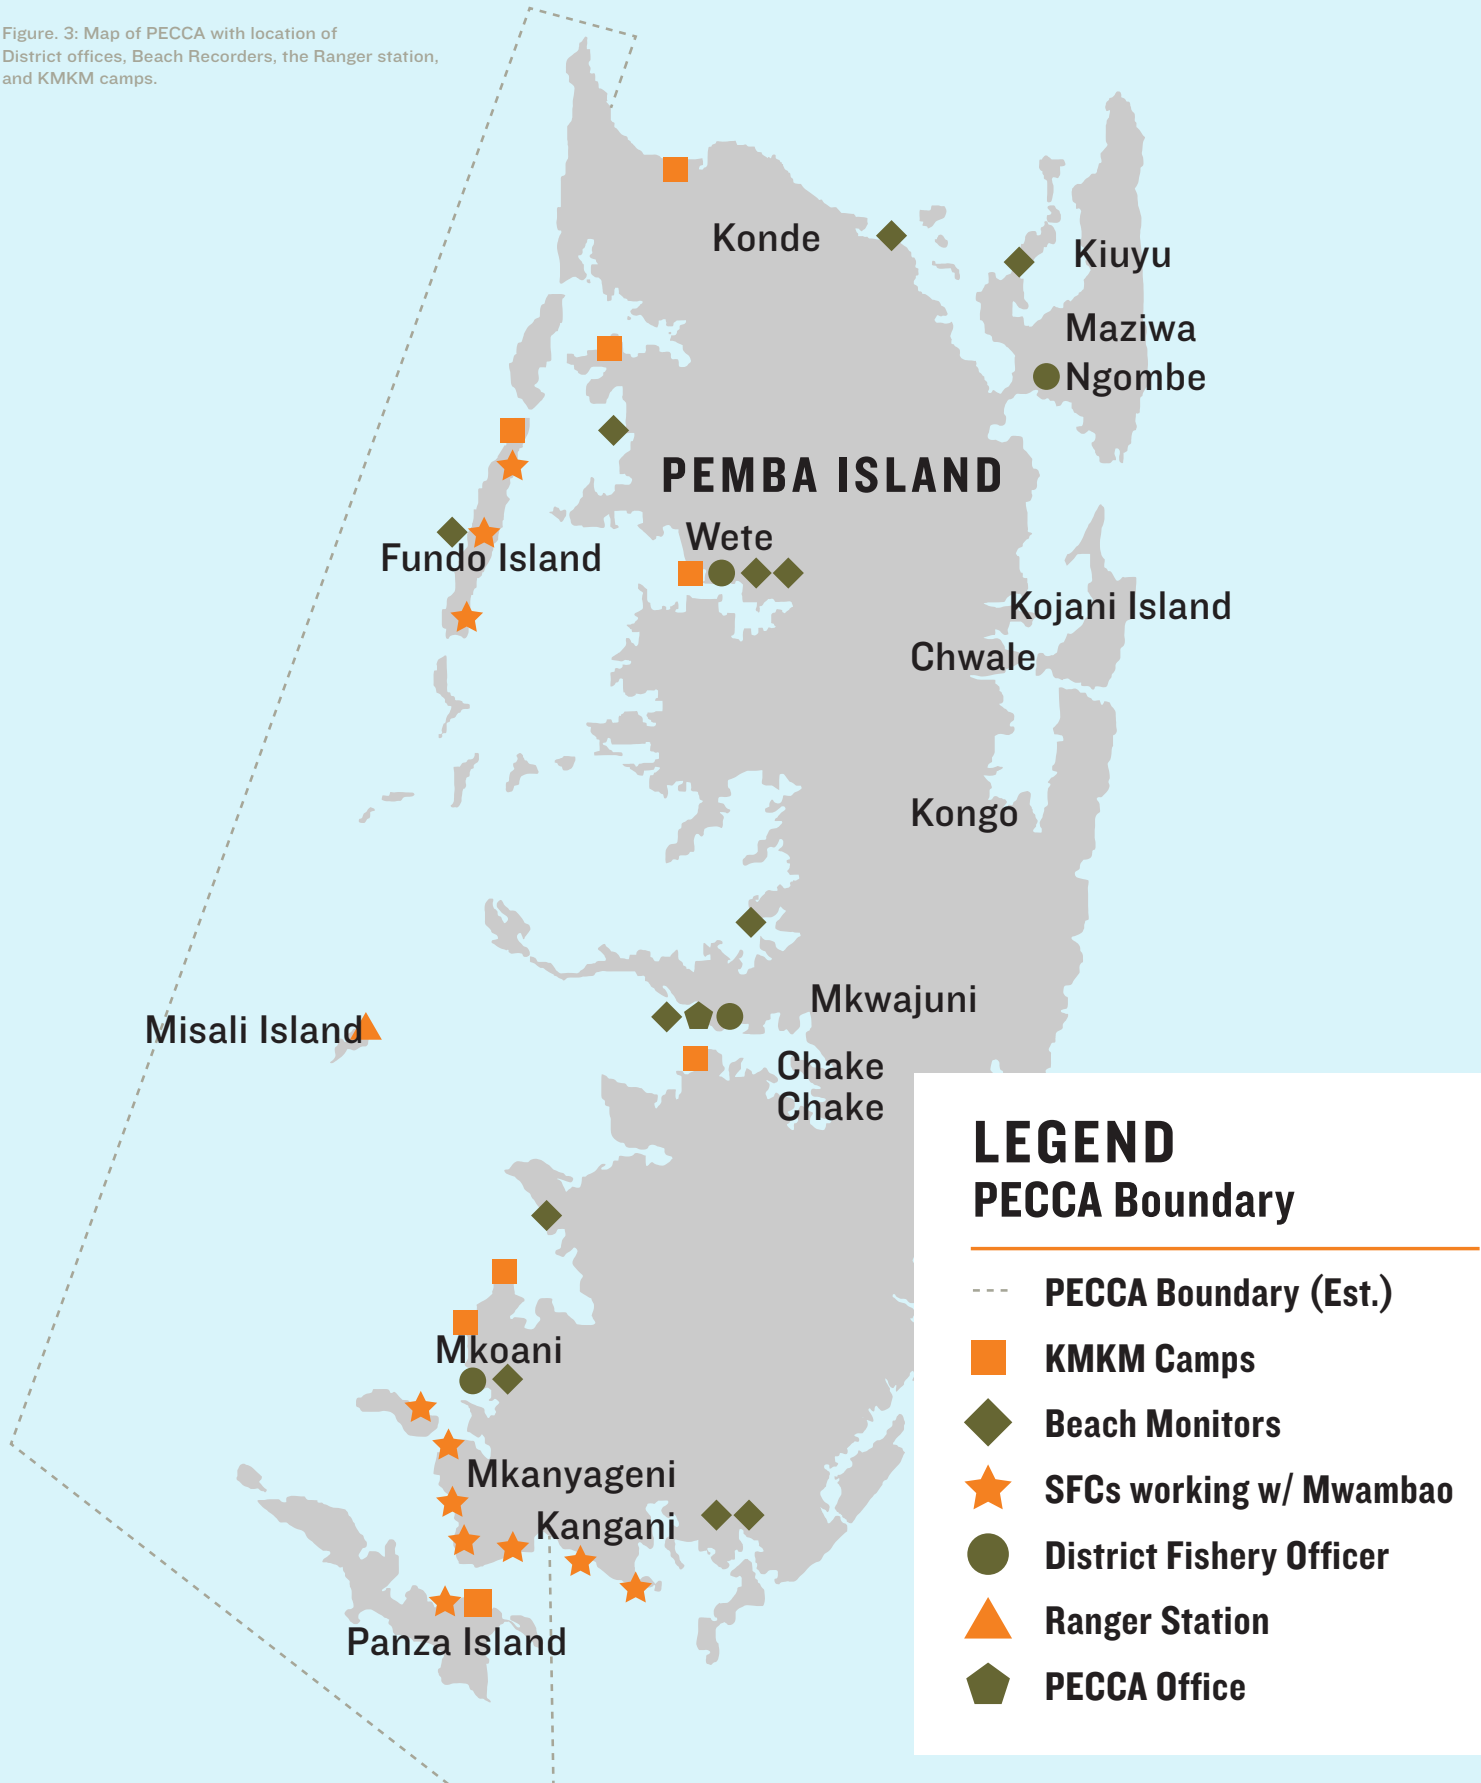 Figure. 3: Map of PECCA with location of
District offices, Beach Recorders, the Ranger station,
and KMKM camps.
Konde
Kiuyu
Maziwa
Ngombe
PEMBA ISLAND
Wete
Fundo Island
Kojani Island
Chwale
Kongo
Mkwajuni
Misali Island
Chake
Chake
Mkoani
Mkanyageni
Kangani
Panza Island
LEGEND
PECCA Boundary
PECCA Boundary (Est.)
KMKM Camps
Beach Monitors
SFCs working w/ Mwambao
District Fishery Officer
Ranger Station
PECCA Office